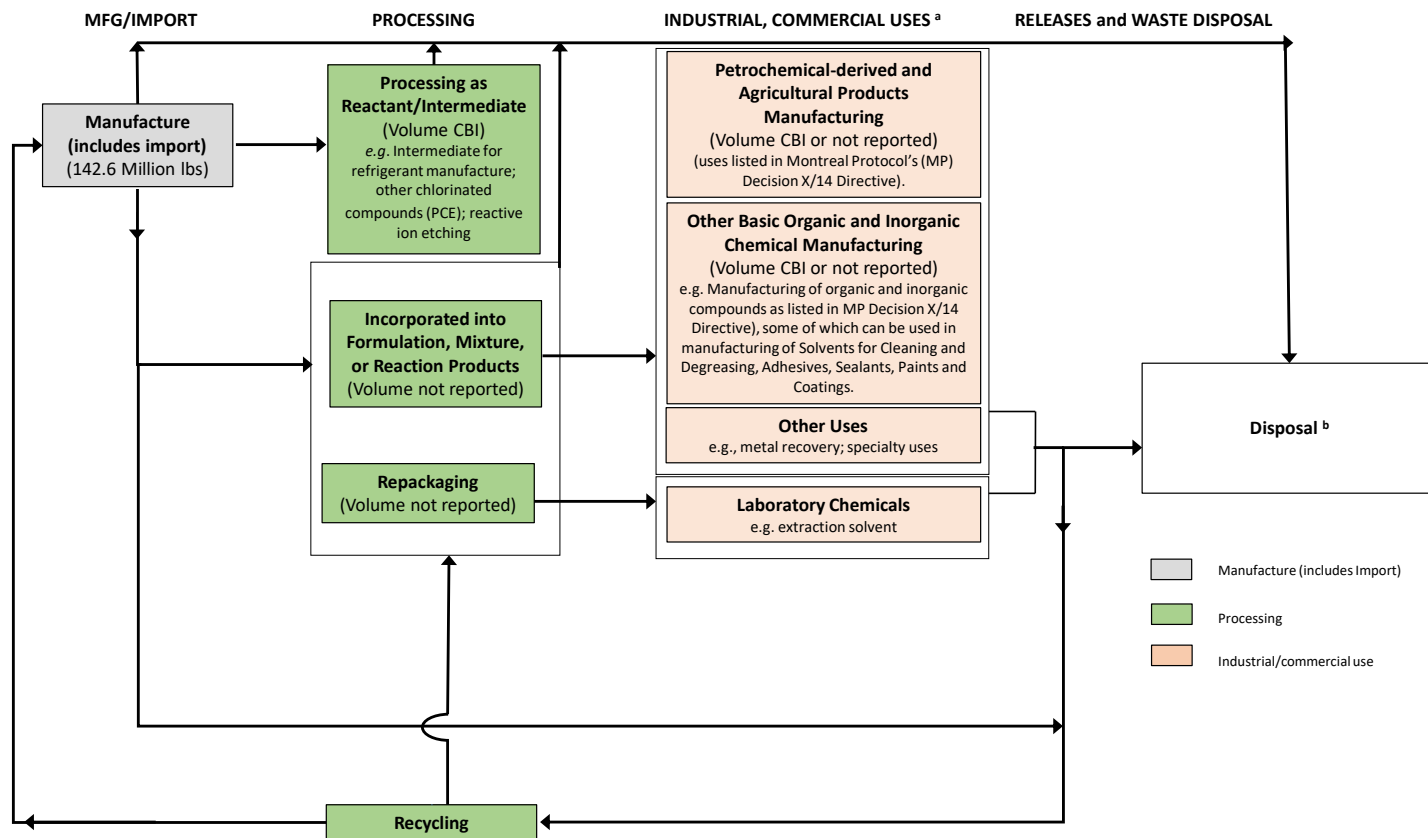 MFG/IMPORT
PROCESSING
INDUSTRIAL, COMMERCIAL USES ᵃ
RELEASES and WASTE DISPOSAL
Manufacture
(includes import)
(142.6 Million lbs)
Processing as
Reactant/Intermediate
(Volume CBI)
e.g. Intermediate for
refrigerant manufacture;
other chlorinated
compounds (PCE); reactive
ion etching
Incorporated into
Formulation, Mixture,
or Reaction Products
(Volume not reported)
Repackaging
(Volume not reported)
Recycling
Petrochemical-derived and
Agricultural Products
Manufacturing
(Volume CBI or not reported)
(uses listed in Montreal Protocol's (MP)
Decision X/14 Directive).
Other Basic Organic and Inorganic
Chemical Manufacturing
(Volume CBI or not reported)
e.g. Manufacturing of organic and inorganic
compounds as listed in MP Decision X/14
Directive), some of which can be used in
manufacturing of Solvents for Cleaning and
Degreasing, Adhesives, Sealants, Paints and
Coatings.
Other Uses
e.g., metal recovery; specialty uses
Laboratory Chemicals
e.g. extraction solvent
Disposal ᵇ
Manufacture (includes Import)
Processing
Industrial/commercial use